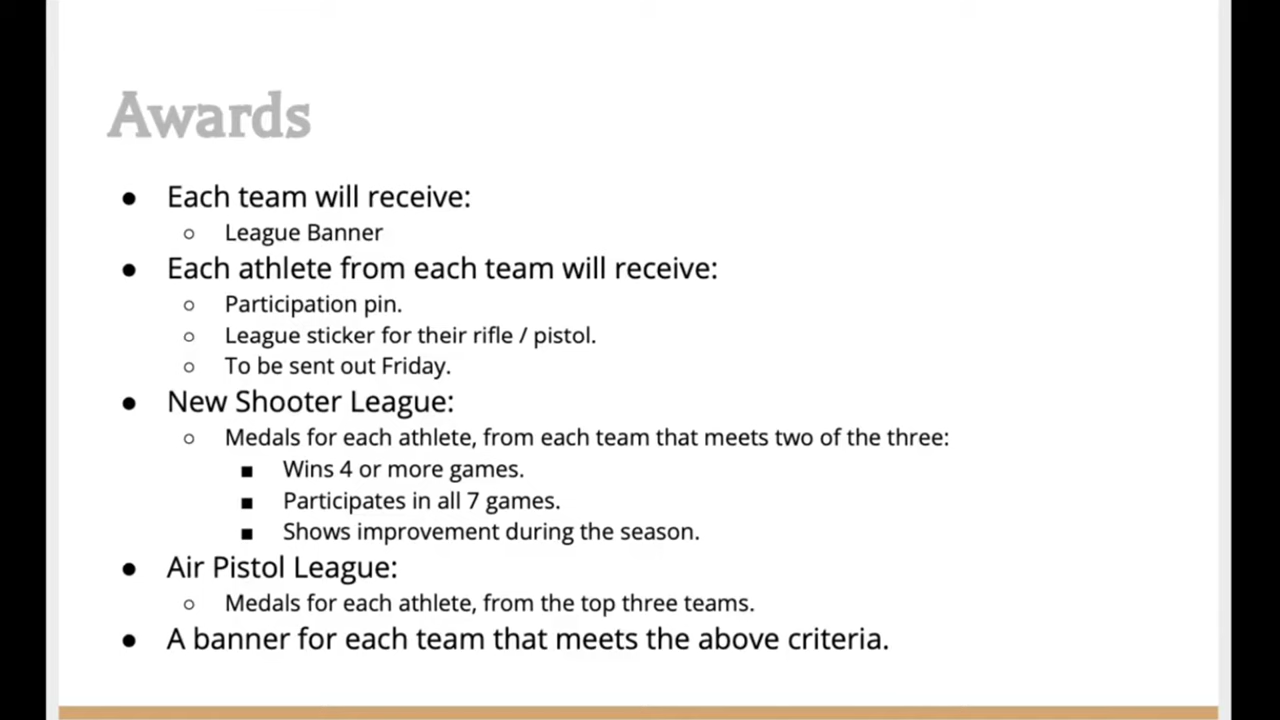 Awards
● Each team will receive:
○ League Banner
● Each athlete from each team will receive:
○ Participation pin.
○ League sticker for their rifle / pistol.
○ To be sent out Friday.
● New Shooter League:
○ Medals for each athlete, from each team that meets two of the three:
■ Wins 4 or more games.
■ Participates in all 7 games.
■ Shows improvement during the season.
● Air Pistol League:
○ Medals for each athlete, from the top three teams.
● A banner for each team that meets the above criteria.